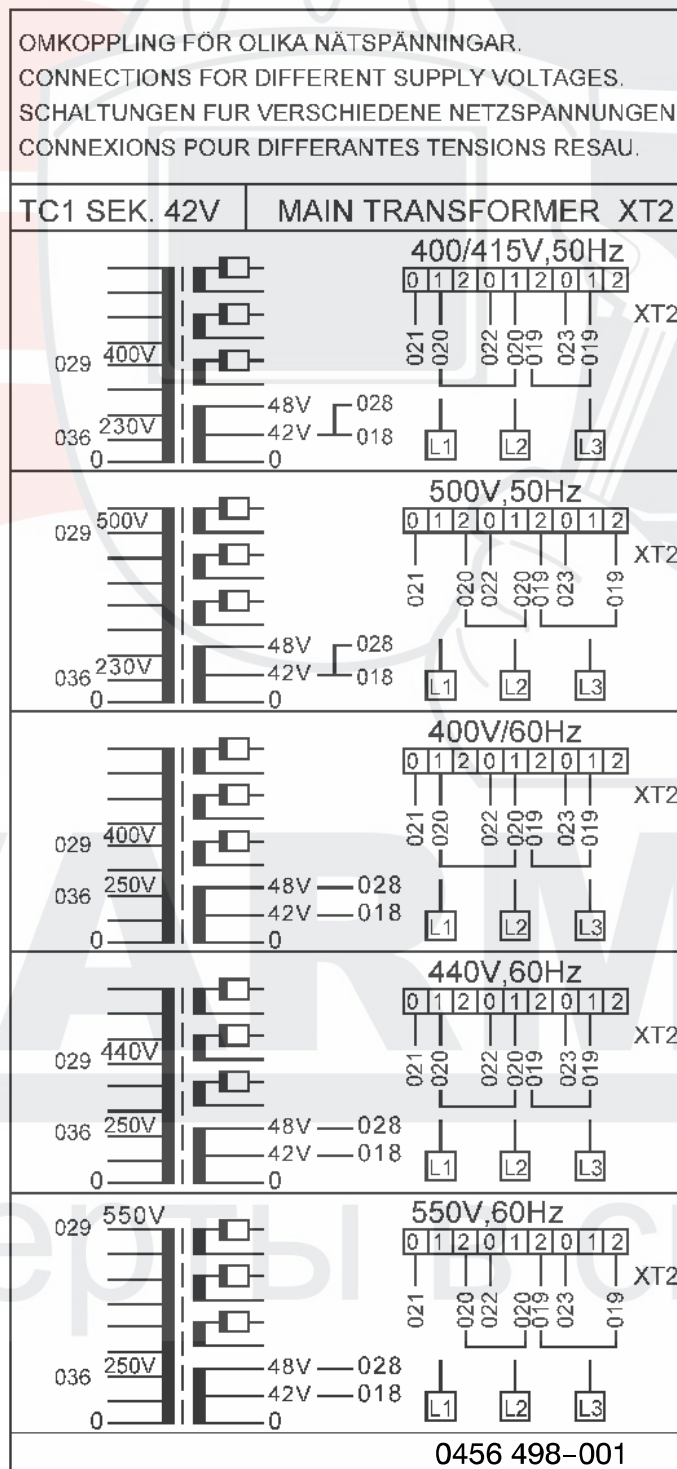 OMKOPPLING FÖR OLIKA NÄTSPÄNNINGAR.
CONNECTIONS FOR DIFFERENT SUPPLY VOLTAGES.
SCHALTUNGEN FUR VERSCHIEDENE NETZSPANNUNGEN
CONNEXIONS POUR DIFFERANTES TENSIONS RESAU.
TC1 SEK. 42V MAIN TRANSFORMER XT2
400/415V,50Hz
0 1 2 0 1 2 0 1 2
XT2
021 020 022 020 019 023 019
029 400V
48V 028
036 230V 42V 018
0 0
L1 L2 L3
500V,50Hz
0 1 2 0 1 2 0 1 2
029 500V
XT2
021 020 022 020 019 023 019
48V 028
036 230V 42V 018
0 0
L1 L2 L3
400V/60Hz
0 1 2 0 1 2 0 1 2
XT2
021 020 022 020 019 023 019
029 400V
036 250V 48V 028
42V 018
0 0
L1 L2 L3
440V,60Hz
0 1 2 0 1 2 0 1 2
XT2
029 440V
021 020 022 020 019 023 019
036 250V 48V 028
42V 018
0 0
L1 L2 L3
029 550V
550V,60Hz
0 1 2 0 1 2 0 1 2
XT2
021 020 022 020 019 023 019
036 250V 48V 028
42V 018
0 0
L1 L2 L3
0456 498-001